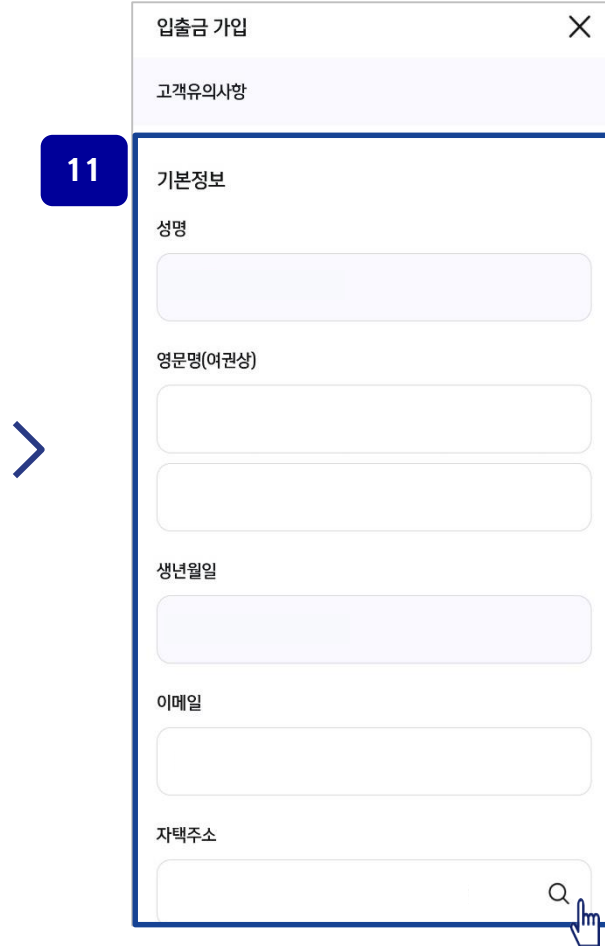 입출금 가입
고객유의사항
11
기본정보
성명
영문명(여권상)
생년월일
이메일
자택주소